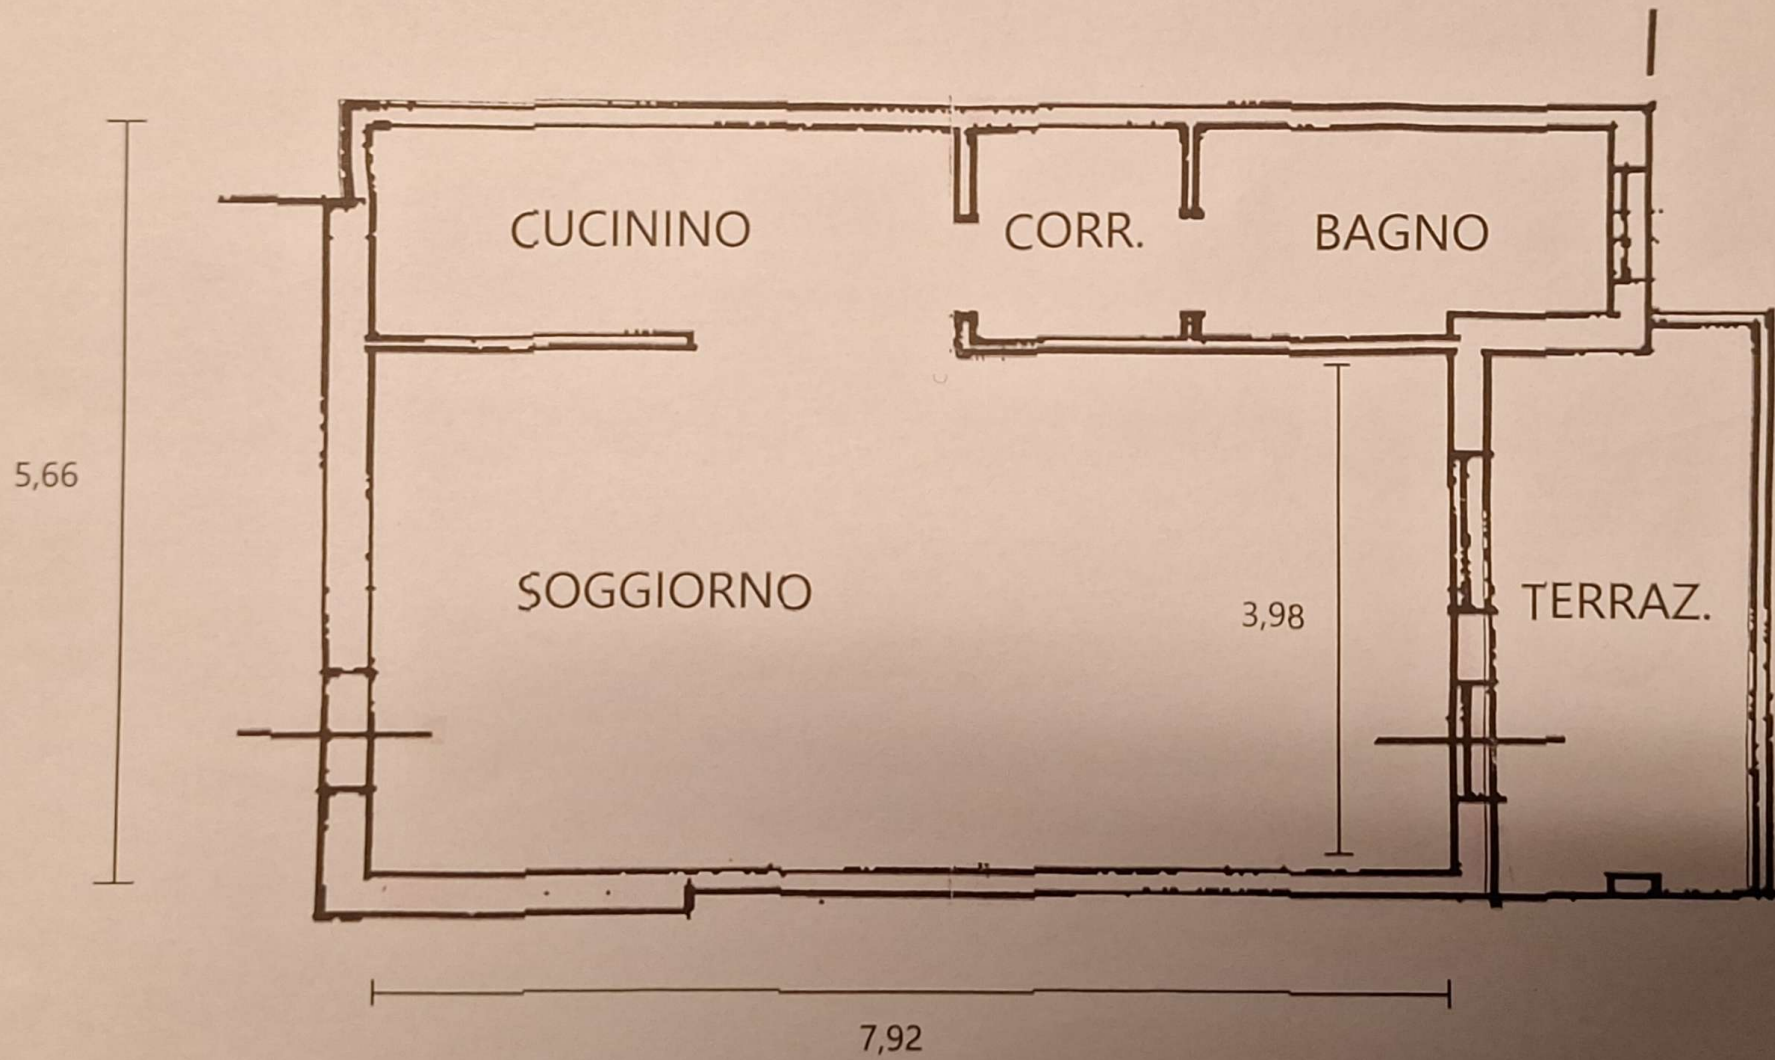 CUCININO
CORR.
BAGNO
5,66
SOGGIORNO
3,98
TERRAZ.
7,92